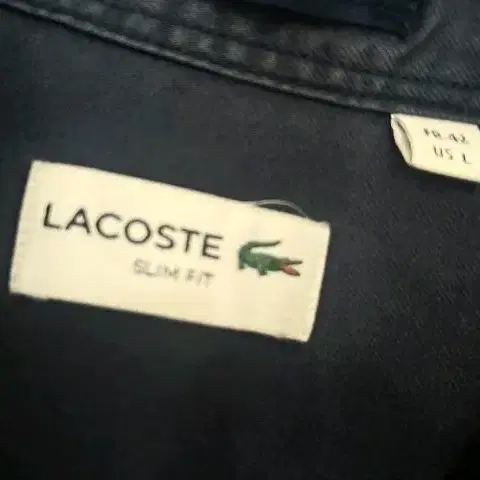 LACOSTE
SLIM FIT
FR 42
US L